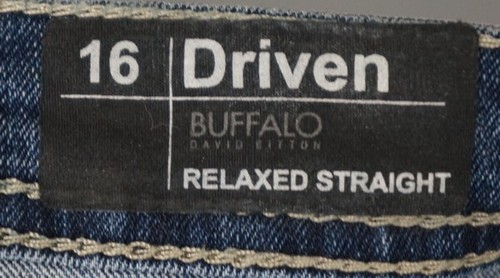 16 Driven
BUFFALO
DAVID BITTON
RELAXED STRAIGHT